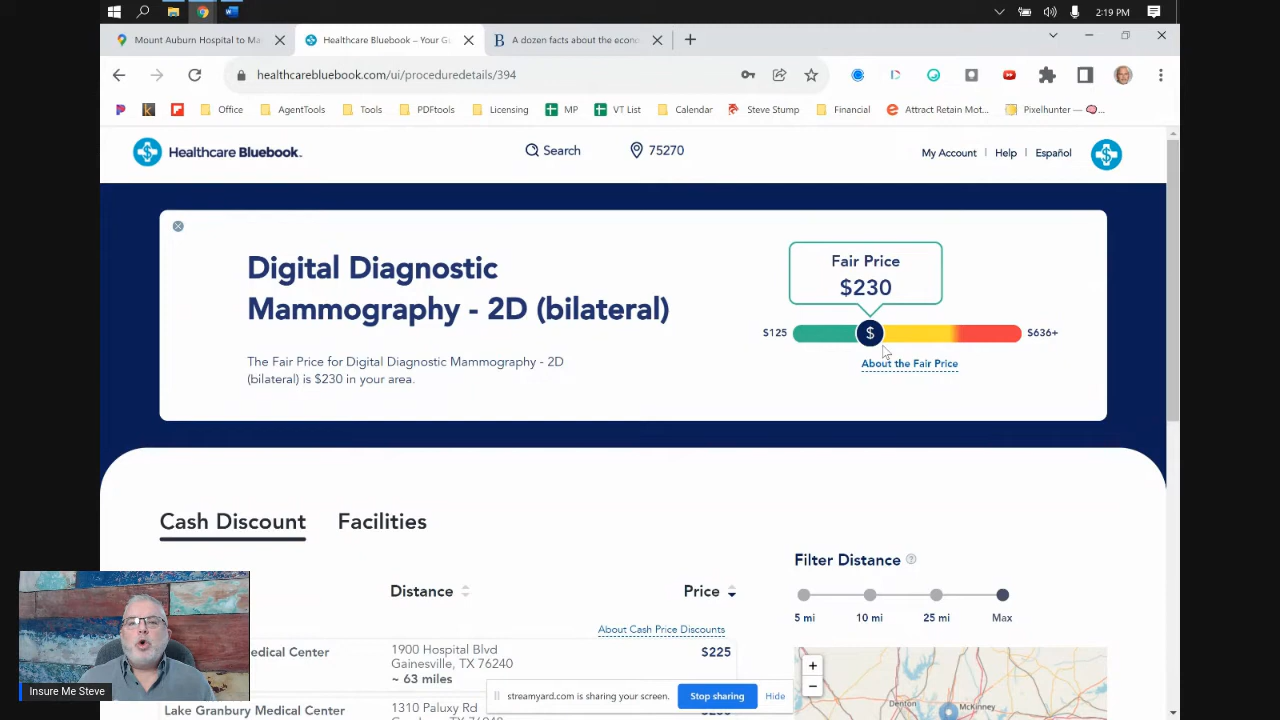 2:19 PM
Mount Auburn Hospital to Ma
Healthcare Bluebook – Your G
A dozen facts about the econ
healthcarebluebook.com/ui/proceduredetails/394
Office
AgentTools
Tools
PDFtools
Licensing
MP
VT List
Calendar
Steve Stump
Financial
Attract Retain Mot...
Pixelhunter —
Healthcare Bluebook
Search
75270
My Account
Help
Español
Digital Diagnostic
Mammography - 2D (bilateral)
The Fair Price for Digital Diagnostic Mammography - 2D
(bilateral) is $230 in your area.
Fair Price
$230
$125
$
$636+
About the Fair Price
Cash Discount
Facilities
Distance
Price
About Cash Price Discounts
edical Center
1900 Hospital Blvd
Gainesville, TX 76240
~ 63 miles
$225
Lake Granbury Medical Center
1310 Paluxy Rd
Filter Distance
?
5 mi
10 mi
25 mi
Max
+
−
Denton
McKinney
streamyard.com is sharing your screen.
Stop sharing
Hide
Insure Me Steve